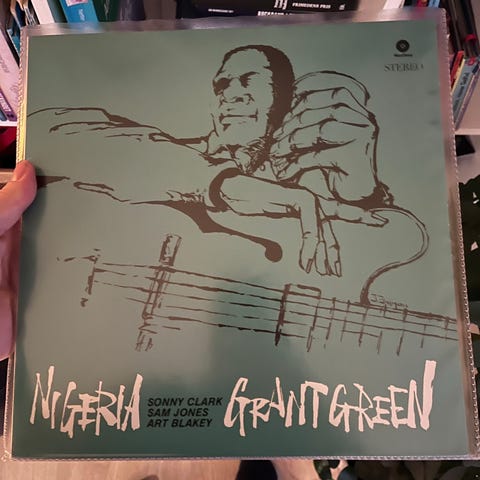 STEREO
NIGERIA
SONNY CLARK
SAM JONES
ART BLAKEY
GRANT GREEN